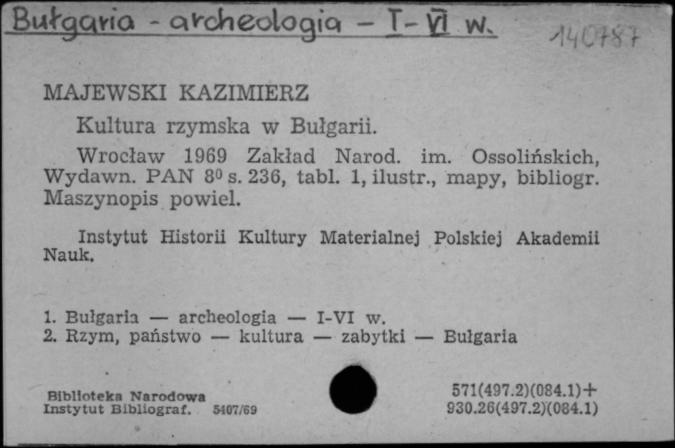 Bułgaria - archeologia - I-VI w.
140787
MAJEWSKI KAZIMIERZ
Kultura rzymska w Bułgarii.
Wrocław 1969 Zakład Narod. im. Ossolińskich,
Wydawn. PAN 8⁰ s. 236, tabl. 1, ilustr., mapy, bibliogr.
Maszynopis powiel.
Instytut Historii Kultury Materialnej Polskiej Akademii
Nauk.
1. Bułgaria — archeologia — I-VI w.
2. Rzym, państwo — kultura — zabytki — Bułgaria
Biblioteka Narodowa
Instytut Bibliograf. 5407/69
571(497.2)(084.1)+
930.26(497.2)(084.1)